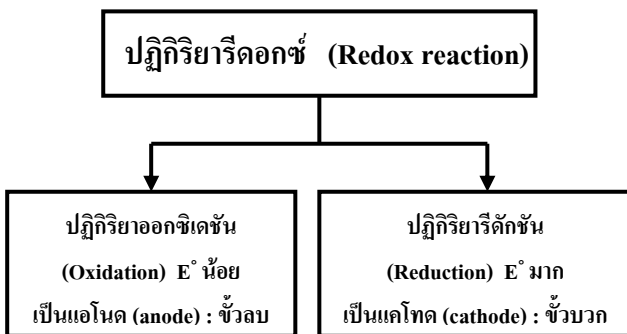 ปฏิกิริยารีดอกซ์ (Redox reaction)
ปฏิกิริยาออกซิเดชัน
(Oxidation) E° น้อย
เป็นแอโนด (anode) : ขั้วลบ
ปฏิกิริยารีดักชัน
(Reduction) E° มาก
เป็นแคโทด (cathode) : ขั้วบวก